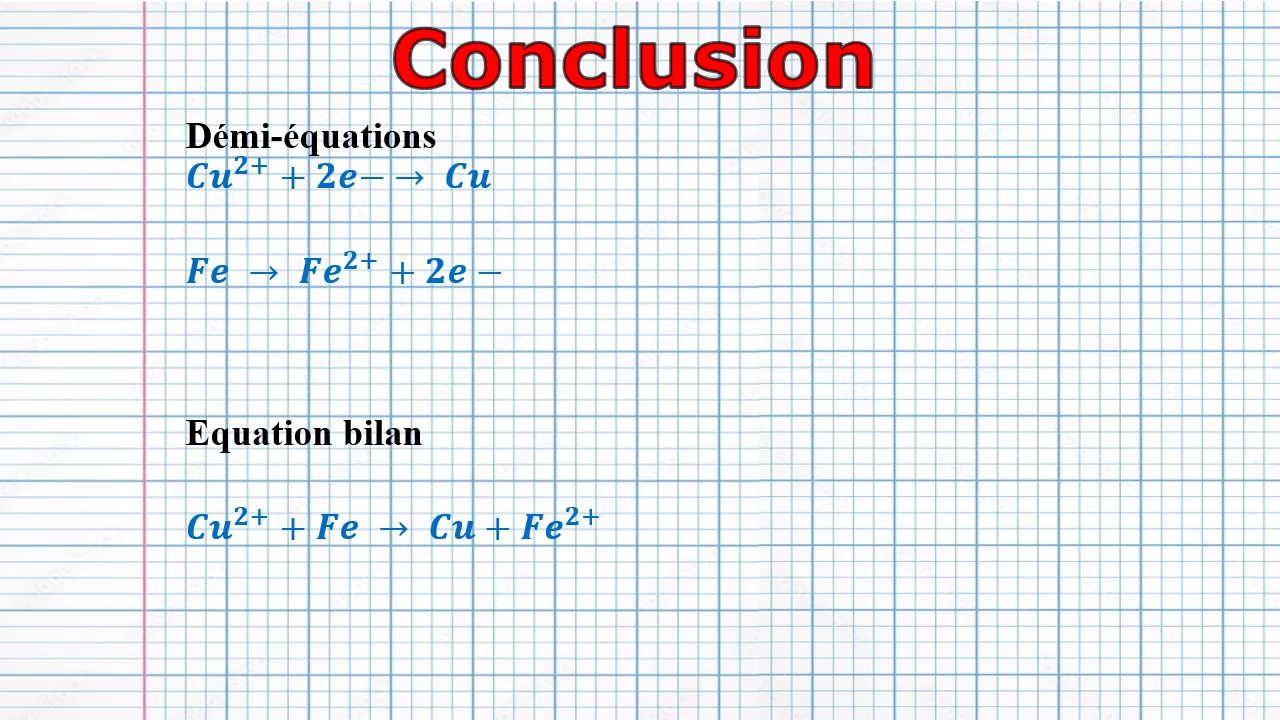 Conclusion
Démi-équations
Cu²⁺ + 2e− → Cu
Fe → Fe²⁺ + 2e −
Equation bilan
Cu²⁺ + Fe → Cu + Fe²⁺